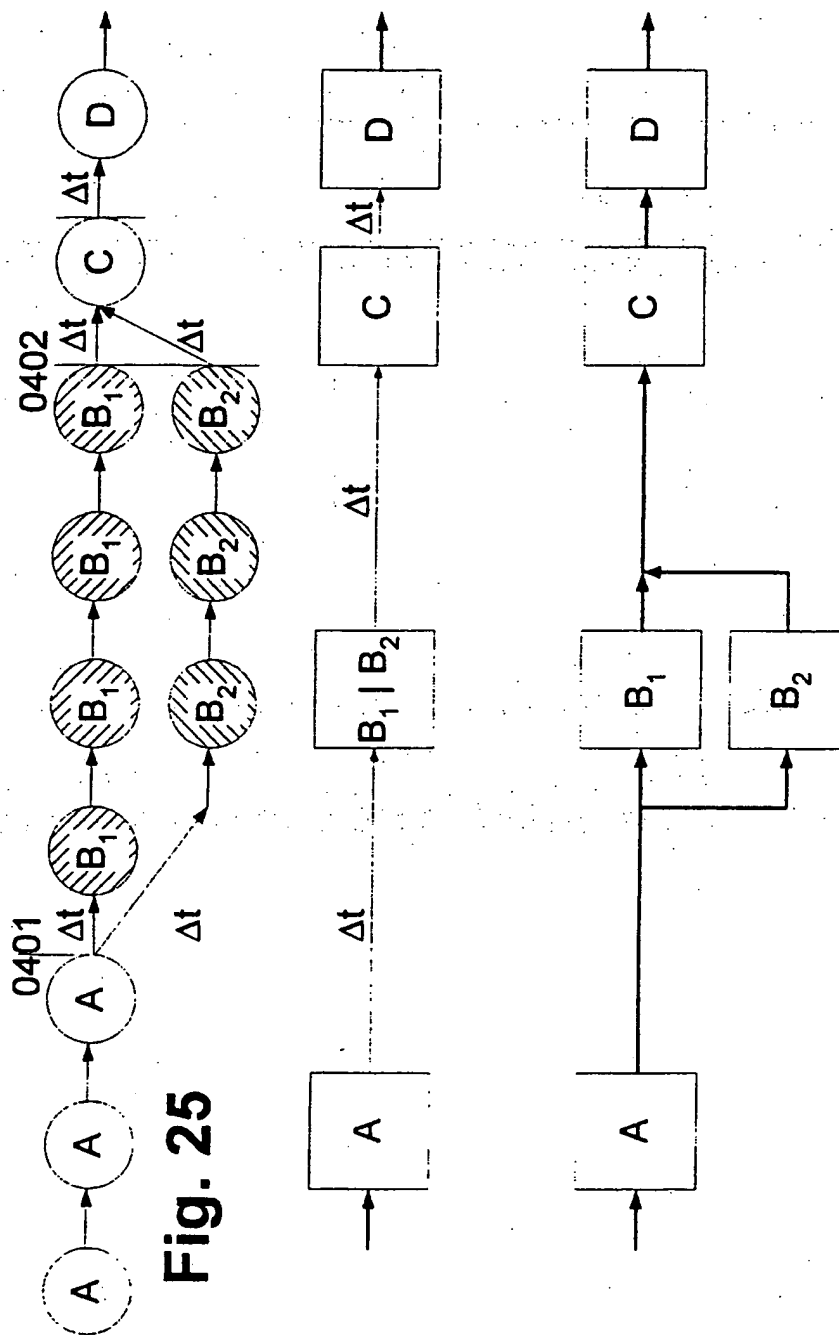 0401 0402
A A A Δt B₁ B₁ B₁ B₁ Δt C Δt D
Δt B₂ B₂ B₂ Δt
Fig. 25
A Δt B₁ | B₂ Δt C Δt D
A B₁ C D
B₂